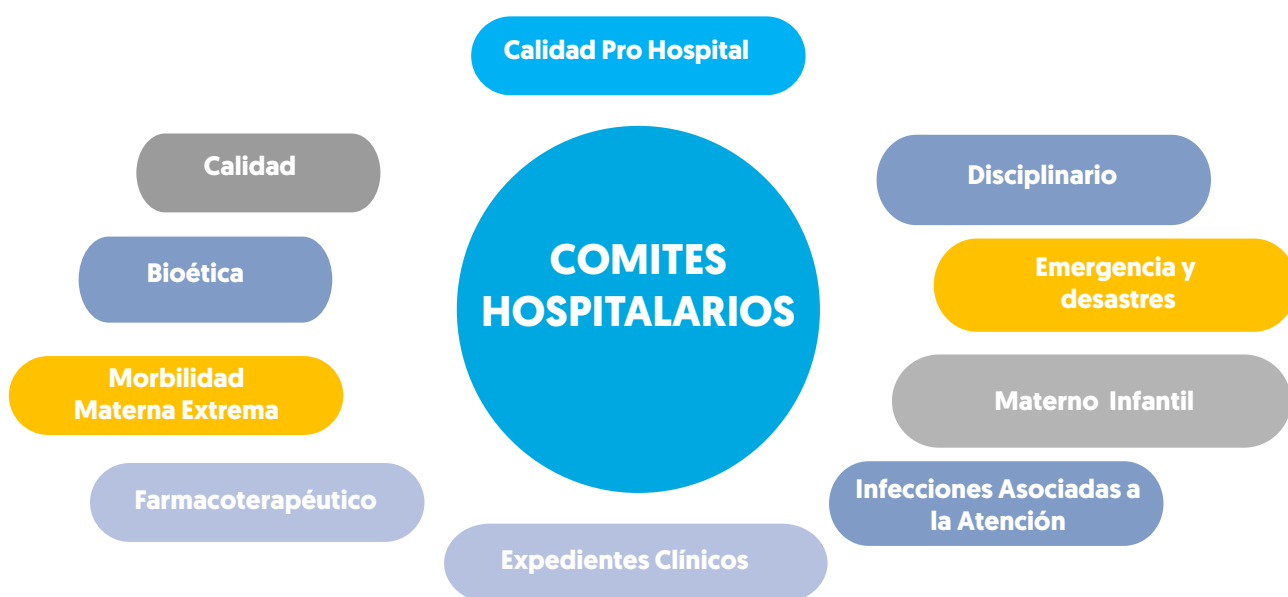 Calidad Pro Hospital
Calidad
Disciplinario
COMITES
HOSPITALARIOS
Bioética
Emergencia y
desastres
Morbilidad
Materna Extrema
Materno Infantil
Farmacoterapéutico
Infecciones Asociadas a
la Atención
Expedientes Clínicos